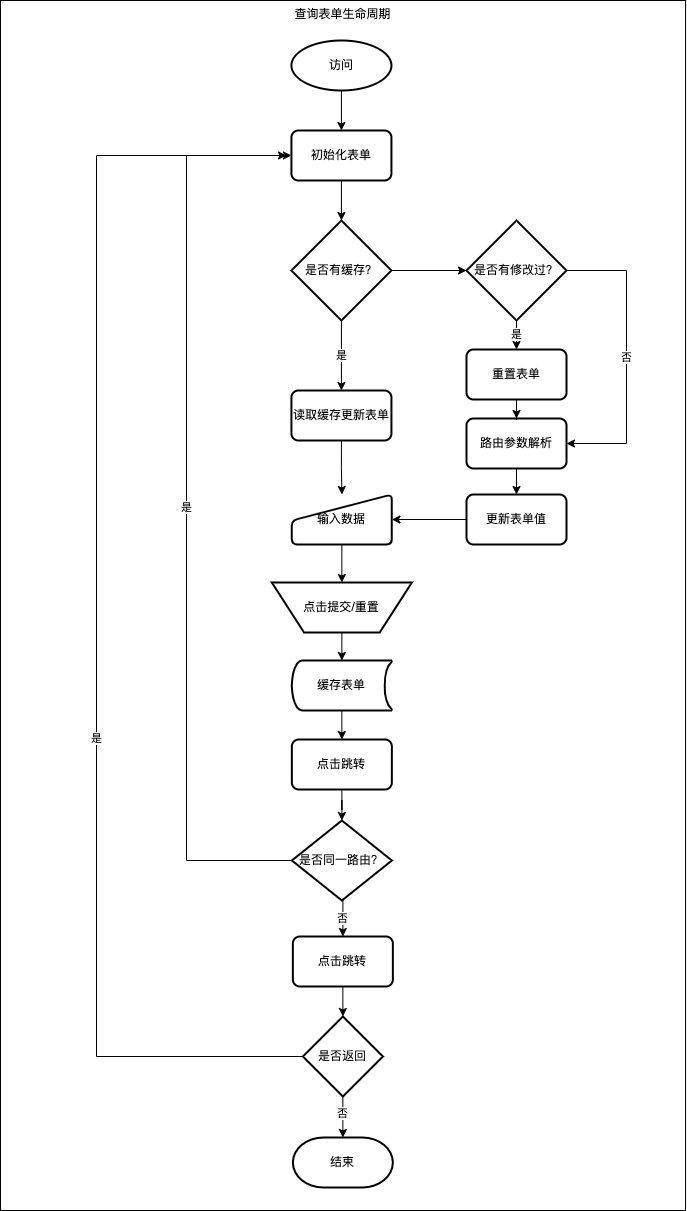 查询表单生命周期
访问
初始化表单
是否有缓存?
是否有修改过?
是
是
否
重置表单
读取缓存更新表单
路由参数解析
是
输入数据
更新表单值
点击提交/重置
缓存表单
是
点击跳转
是否同一路由?
否
点击跳转
是否返回
否
结束